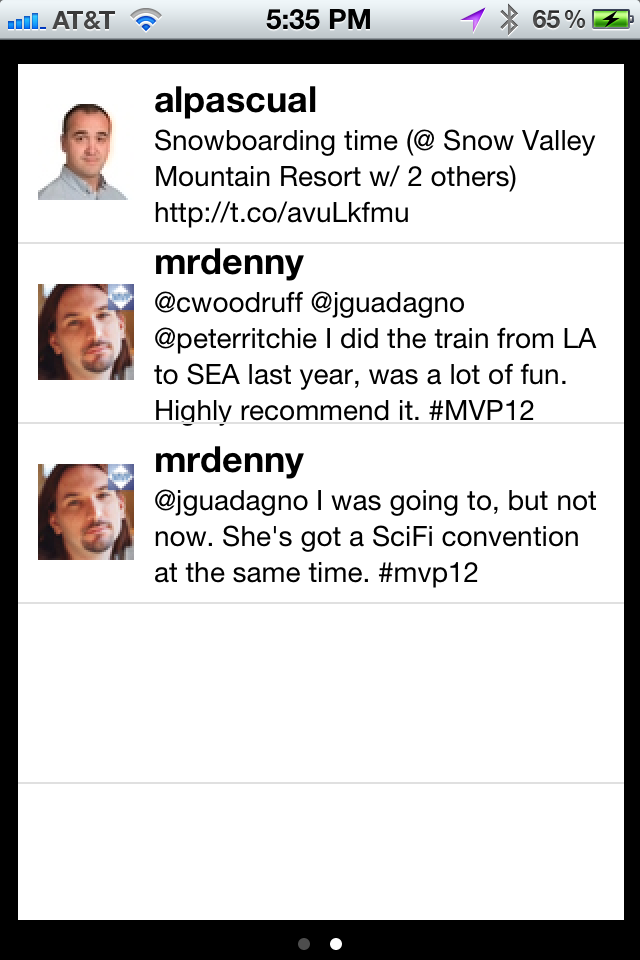 AT&T 5:35 PM 65%
alpascual
Snowboarding time (@ Snow Valley
Mountain Resort w/ 2 others)
http://t.co/avuLkfmu
mrdenny
@cwoodruff @jguadagno
@peterritchie I did the train from LA
to SEA last year, was a lot of fun.
Highly recommend it. #MVP12
mrdenny
@jguadagno I was going to, but not
now. She's got a SciFi convention
at the same time. #mvp12